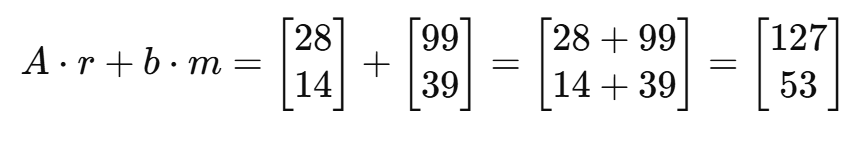 A · r + b · m = [28 14] + [99 39] = [28 + 99 14 + 39] = [127 53]